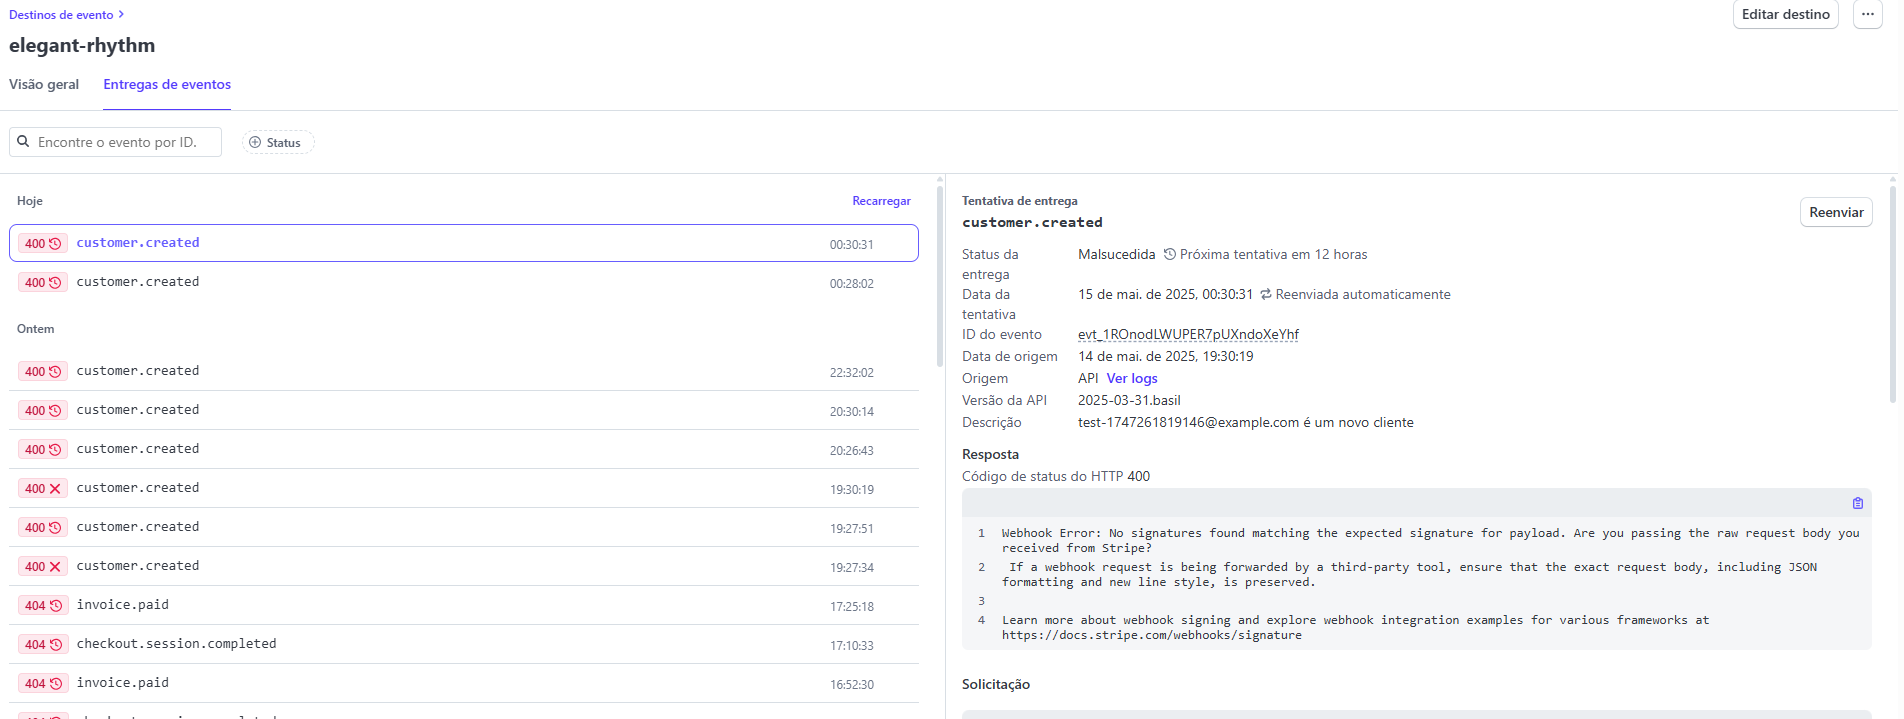 Destinos de evento
elegant-rhythm
Editar destino
Visão geral
Entregas de eventos
Encontre o evento por ID.
Status
Hoje
Recarregar
400 customer.created 00:30:31
400 customer.created 00:28:02
Ontem
400 customer.created 22:32:02
400 customer.created 20:30:14
400 customer.created 20:26:43
400 customer.created 19:30:19
400 customer.created 19:27:51
400 customer.created 19:27:34
404 invoice.paid 17:25:18
404 checkout.session.completed 17:10:33
404 invoice.paid 16:52:30
Tentativa de entrega
customer.created
Reenviar
Status da entrega Malsucedida Próxima tentativa em 12 horas
Data da tentativa 15 de mai. de 2025, 00:30:31 Reenviada automaticamente
ID do evento evt_1ROnodLWUPER7pUXndoXeYhf
Data de origem 14 de mai. de 2025, 19:30:19
Origem API Ver logs
Versão da API 2025-03-31.basil
Descrição test-1747261819146@example.com é um novo cliente
Resposta
Código de status do HTTP 400
1 Webhook Error: No signatures found matching the expected signature for payload. Are you passing the raw request body you
received from Stripe?
2 If a webhook request is being forwarded by a third-party tool, ensure that the exact request body, including JSON
formatting and new line style, is preserved.
3
4 Learn more about webhook signing and explore webhook integration examples for various frameworks at
https://docs.stripe.com/webhooks/signature
Solicitação